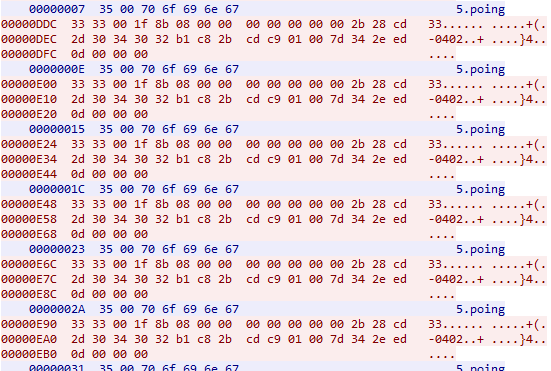 00000007 35 00 70 6f 69 6e 67 5.poing
00000DDC 33 33 00 1f 8b 08 00 00 00 00 00 00 00 2b 28 cd 33...... .....+(.
00000DEC 2d 30 34 30 32 b1 c8 2b cd c9 01 00 7d 34 2e ed -0402..+ ....}4..
00000DFC 0d 00 00 00 ....
0000000E 35 00 70 6f 69 6e 67 5.poing
00000E00 33 33 00 1f 8b 08 00 00 00 00 00 00 00 2b 28 cd 33...... .....+(.
00000E10 2d 30 34 30 32 b1 c8 2b cd c9 01 00 7d 34 2e ed -0402..+ ....}4..
00000E20 0d 00 00 00 ....
00000015 35 00 70 6f 69 6e 67 5.poing
00000E24 33 33 00 1f 8b 08 00 00 00 00 00 00 00 2b 28 cd 33...... .....+(.
00000E34 2d 30 34 30 32 b1 c8 2b cd c9 01 00 7d 34 2e ed -0402..+ ....}4..
00000E44 0d 00 00 00 ....
0000001C 35 00 70 6f 69 6e 67 5.poing
00000E48 33 33 00 1f 8b 08 00 00 00 00 00 00 00 2b 28 cd 33...... .....+(.
00000E58 2d 30 34 30 32 b1 c8 2b cd c9 01 00 7d 34 2e ed -0402..+ ....}4..
00000E68 0d 00 00 00 ....
00000023 35 00 70 6f 69 6e 67 5.poing
00000E6C 33 33 00 1f 8b 08 00 00 00 00 00 00 00 2b 28 cd 33...... .....+(.
00000E7C 2d 30 34 30 32 b1 c8 2b cd c9 01 00 7d 34 2e ed -0402..+ ....}4..
00000E8C 0d 00 00 00 ....
0000002A 35 00 70 6f 69 6e 67 5.poing
00000E90 33 33 00 1f 8b 08 00 00 00 00 00 00 00 2b 28 cd 33...... .....+(.
00000EA0 2d 30 34 30 32 b1 c8 2b cd c9 01 00 7d 34 2e ed -0402..+ ....}4..
00000EB0 0d 00 00 00 ....
00000031 35 00 70 6f 69 6e 67 5.poing